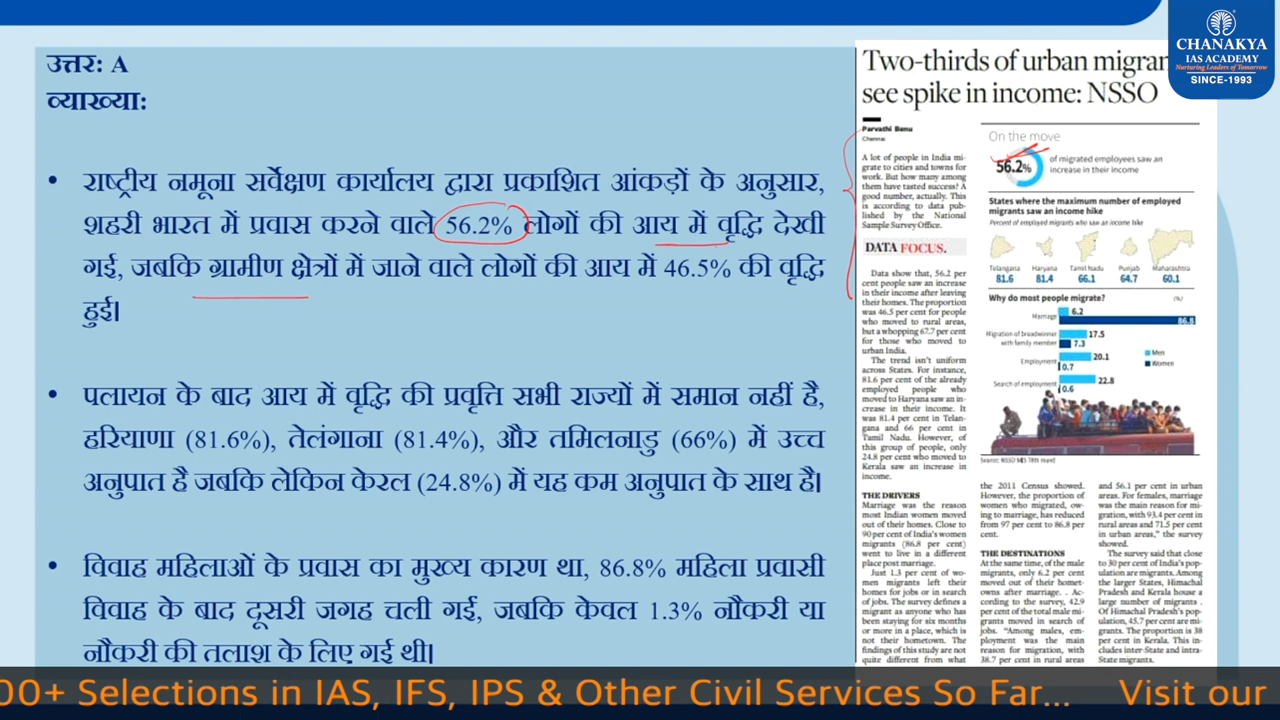 उत्तर: A
व्याख्या:
• राष्ट्रीय नमूना सर्वेक्षण कार्यालय द्वारा प्रकाशित आंकड़ों के अनुसार,
शहरी भारत में प्रवास करने वाले 56.2% लोगों की आय में वृद्धि देखी
गई, जबकि ग्रामीण क्षेत्रों में जाने वाले लोगों की आय में 46.5% की वृद्धि
हुई।
• पलायन के बाद आय में वृद्धि की प्रवृत्ति सभी राज्यों में समान नहीं है,
हरियाणा (81.6%), तेलंगाना (81.4%), और तमिलनाडु (66%) में उच्च
अनुपात है जबकि लेकिन केरल (24.8%) में यह कम अनुपात के साथ है।
• विवाह महिलाओं के प्रवास का मुख्य कारण था, 86.8% महिला प्रवासी
विवाह के बाद दूसरी जगह चली गईं, जबकि केवल 1.3% नौकरी या
नौकरी की तलाश के लिए गई थी।
CHANAKYA
IAS ACADEMY
Nurturing Leaders of Tomorrow
SINCE-1993
Two-thirds of urban migran
see spike in income: NSSO
Parvathi Benu
Chennai
A lot of people in India mi-
grate to cities and towns for
work. But how many among
them have tasted success? A
good number, actually. This
is according to data pub-
lished by the National
Sample Survey Office.
DATA FOCUS.
Data show that, 56.2 per
cent people saw an increase
in their income after leaving
their homes. The proportion
was 46.5 per cent for people
who moved to rural areas,
but a whopping 67.7 per cent
for those who moved to
urban India.
The trend isn't uniform
across States. For instance,
81.6 per cent of the already
employed people who
moved to Haryana saw an in-
crease in their income. It
was 81.4 per cent in Telan-
gana and 66 per cent in
Tamil Nadu. However, of
this group of people, only
24.8 per cent who moved to
Kerala saw an increase in
income.
THE DRIVERS
Marriage was the reason
most Indian women moved
out of their homes. Close to
90 per cent of India's women
migrants (86.8 per cent)
went to live in a different
place post marriage.
Just 1.3 per cent of wo-
men migrants left their
homes for jobs or in search
of jobs. The survey defines a
migrant as anyone who has
been staying for six months
or more in a place, which is
not their hometown. The
findings of this study are not
quite different from what
On the move
56.2%
of migrated employees saw an
increase in their income
States where the maximum number of employed
migrants saw an income hike
Percent of migrants who saw an income hike
Telangana Haryana Tamil Nadu Punjab Maharashtra
81.6 81.4 66.1 64.7 60.1
Why do most people migrate? (%)
Marriage 6.2
86.8
Migration of breadwinner 17.5
with family member 7.3
Employment 20.1
0.7
Men
Women
Search of employment 22.8
0.6
Source: NSSO MIS 78th round
the 2011 Census showed.
However, the proportion of
women who migrated, ow-
ing to marriage, has reduced
from 97 per cent to 86.8 per
cent.
THE DESTINATIONS
At the same time, of the male
migrants, only 6.2 per cent
moved out of their homet-
owns after marriage. . Ac-
cording to the survey, 42.9
per cent of the total male mi-
grants moved in search of
jobs. "Among males, em-
ployment was the main
reason for migration, with
38.7 per cent in rural areas
and 56.1 per cent in urban
areas. For females, marriage
was the main reason for mi-
gration, with 93.4 per cent in
rural areas and 71.5 per cent
in urban areas," the survey
showed.
The survey said that close
to 30 per cent of India's pop-
ulation are migrants. Among
the larger States, Himachal
Pradesh and Kerala house a
large number of migrants .
Of Himachal Pradesh's pop-
ulation, 45.7 per cent are mi-
grants. The proportion is 38
per cent in Kerala. This in-
cludes inter-State and intra-
State migrants.
00+ Selections in IAS, IFS, IPS & Other Civil Services So Far... Visit our